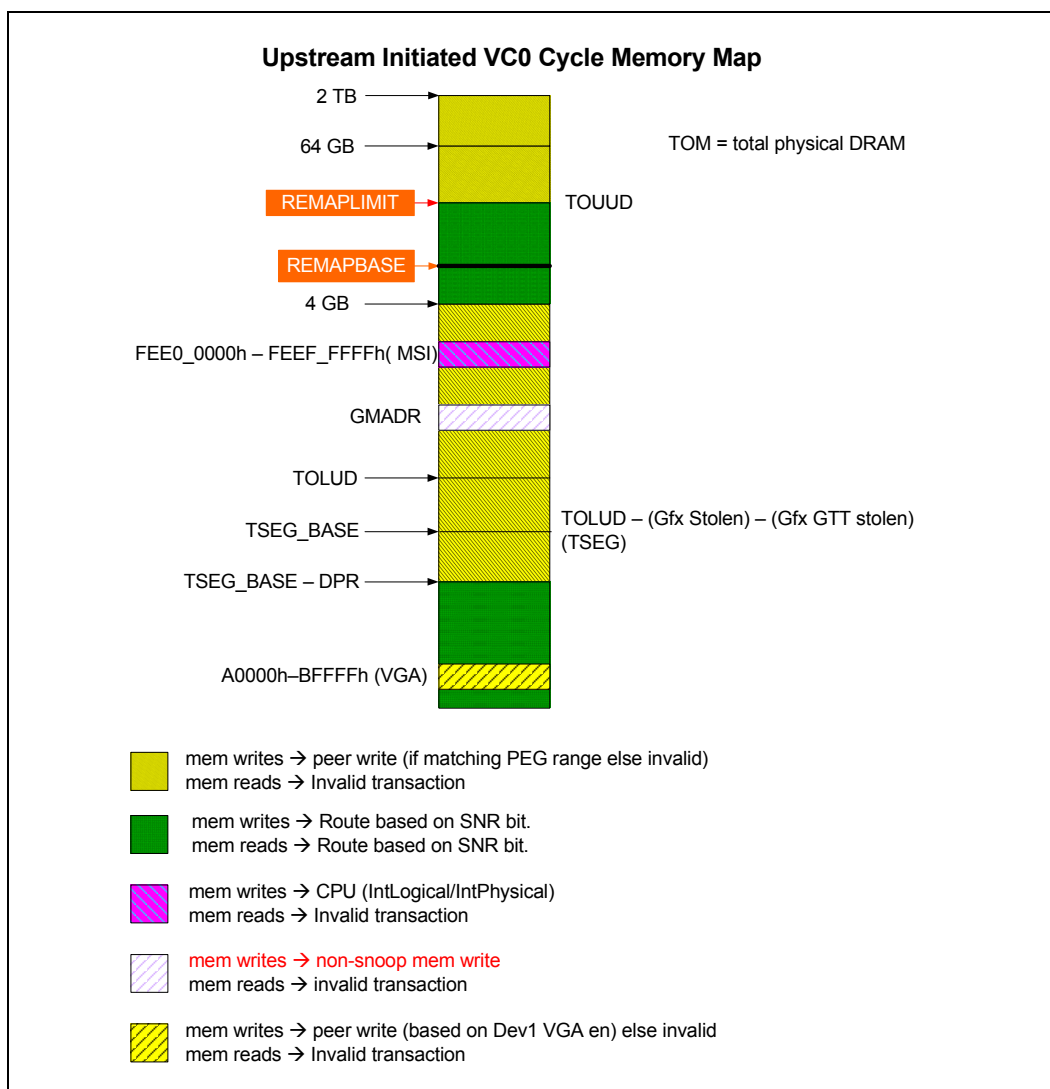 Upstream Initiated VC0 Cycle Memory Map
2 TB
64 GB
TOM = total physical DRAM
REMAPLIMIT
TOUUD
REMAPBASE
4 GB
FEE0_0000h – FEEF_FFFFh( MSI)
GMADR
TOLUD
TSEG_BASE
TOLUD – (Gfx Stolen) – (Gfx GTT stolen)
(TSEG)
TSEG_BASE – DPR
A0000h–BFFFFh (VGA)
mem writes → peer write (if matching PEG range else invalid)
mem reads → Invalid transaction
mem writes → Route based on SNR bit.
mem reads → Route based on SNR bit.
mem writes → CPU (IntLogical/IntPhysical)
mem reads → Invalid transaction
mem writes → non-snoop mem write
mem reads → invalid transaction
mem writes → peer write (based on Dev1 VGA en) else invalid
mem reads → Invalid transaction